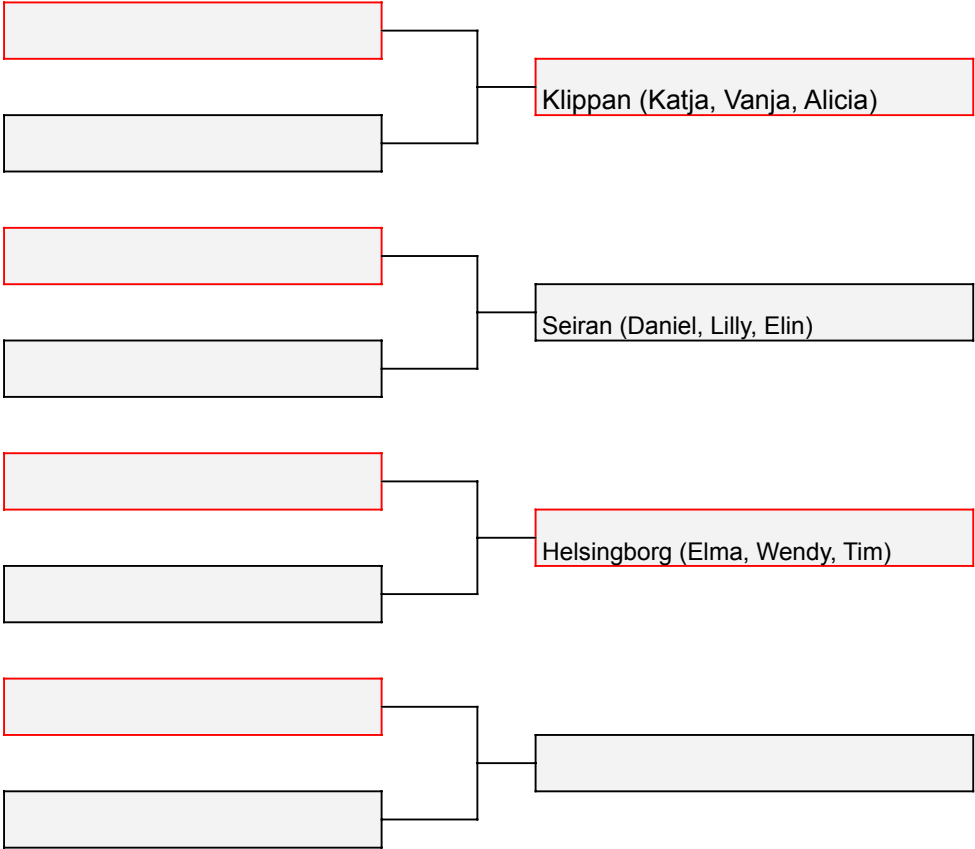 Klippan (Katja, Vanja, Alicia)
Seiran (Daniel, Lilly, Elin)
Helsingborg (Elma, Wendy, Tim)